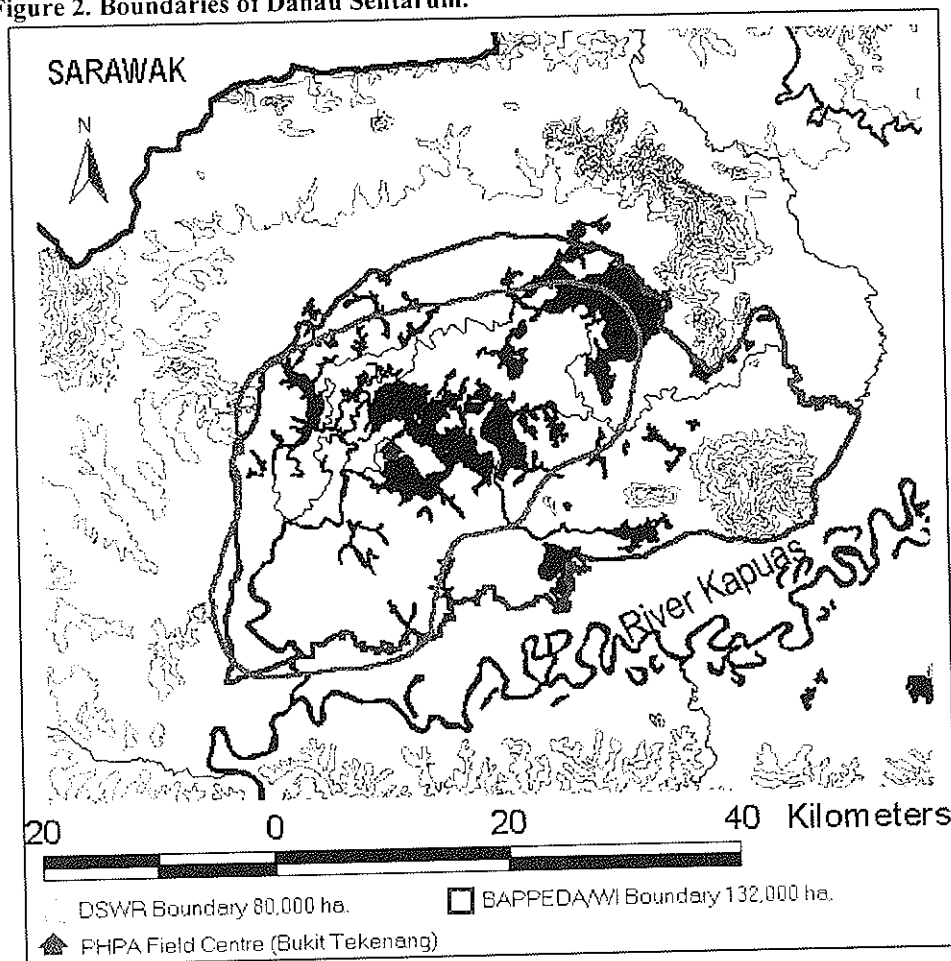 Figure 2. Boundaries of Danau Sentarum.
SARAWAK
N
River Kapuas
20 0 20 40 Kilometers
DSWR Boundary 80,000 ha.
BAPPEDA/WI Boundary 132,000 ha.
PHPA Field Centre (Bukit Tekenang)